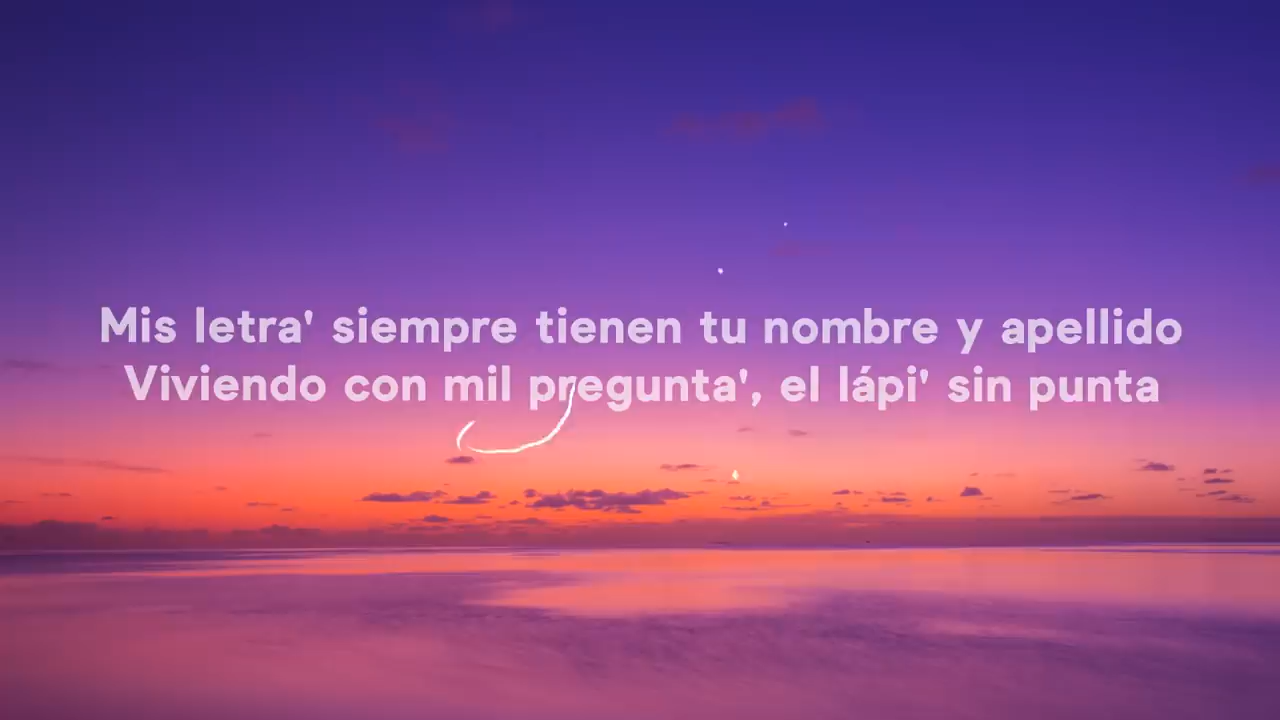 Mis letra' siempre tienen tu nombre y apellido
Viviendo con mil pregunta', el lápi' sin punta